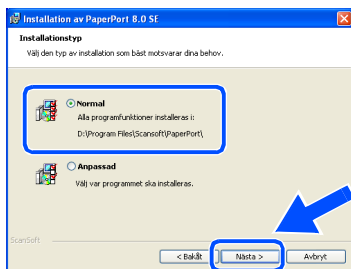 Installation av PaperPort 8.0 SE
Installationstyp
Välj den typ av installation som bäst motsvarar dina behov.
Normal
Alla programfunktioner installeras i:
D:\Program Files\Scansoft\PaperPort\
Anpassad
Välj var programmet ska installeras.
ScanSoft
< Bakåt
Nästa >
Avbryt